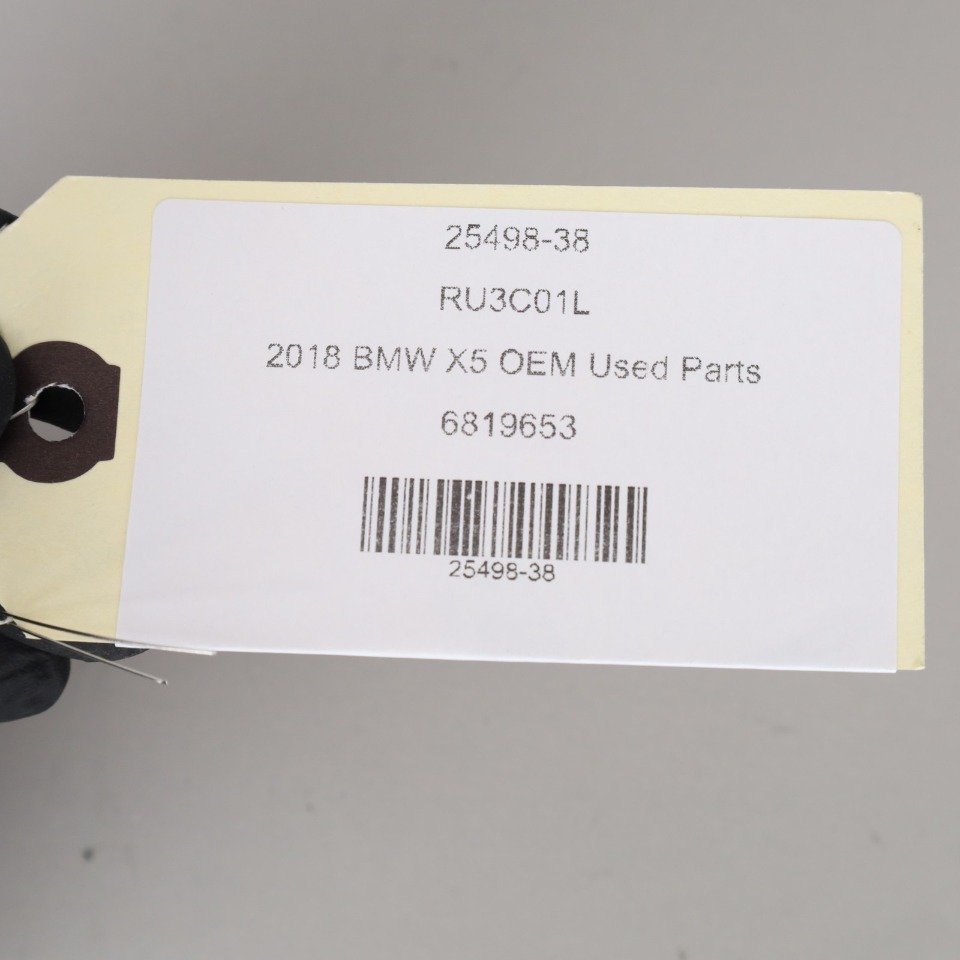 25498-38
RU3C01L
2018 BMW X5 OEM Used Parts
6819653
25498-38